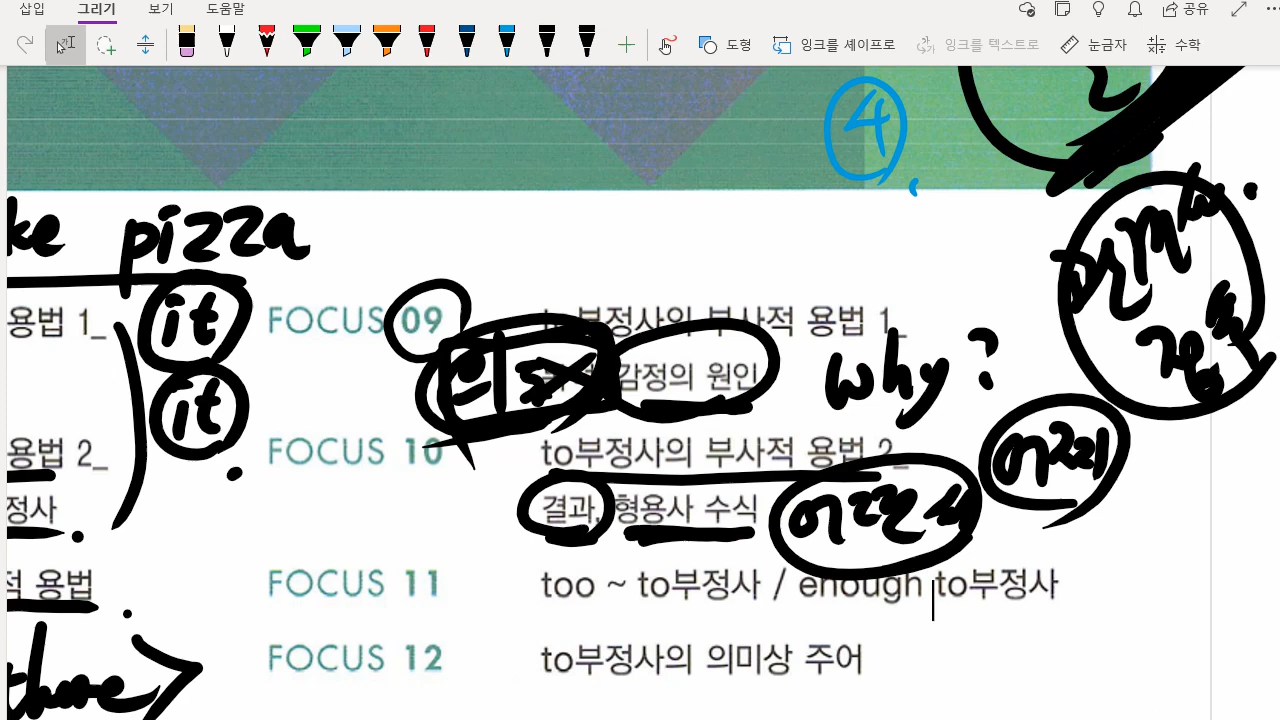 삽입 그리기 보기 도움말 공유
도형 잉크를 셰이프로 잉크를 텍스트로 눈금자 수학
4
2
ke pizza
용법 1_ it FOCUS 09 to부정사의 부사적 용법 1_
it 감정의 원인 why?
용법 2_ FOCUS 10 to부정사의 부사적 용법 2_
정사 결과, 형용사 수식
적 용법 FOCUS 11 too ~ to부정사 / enough to부정사
FOCUS 12 to부정사의 의미상 주어